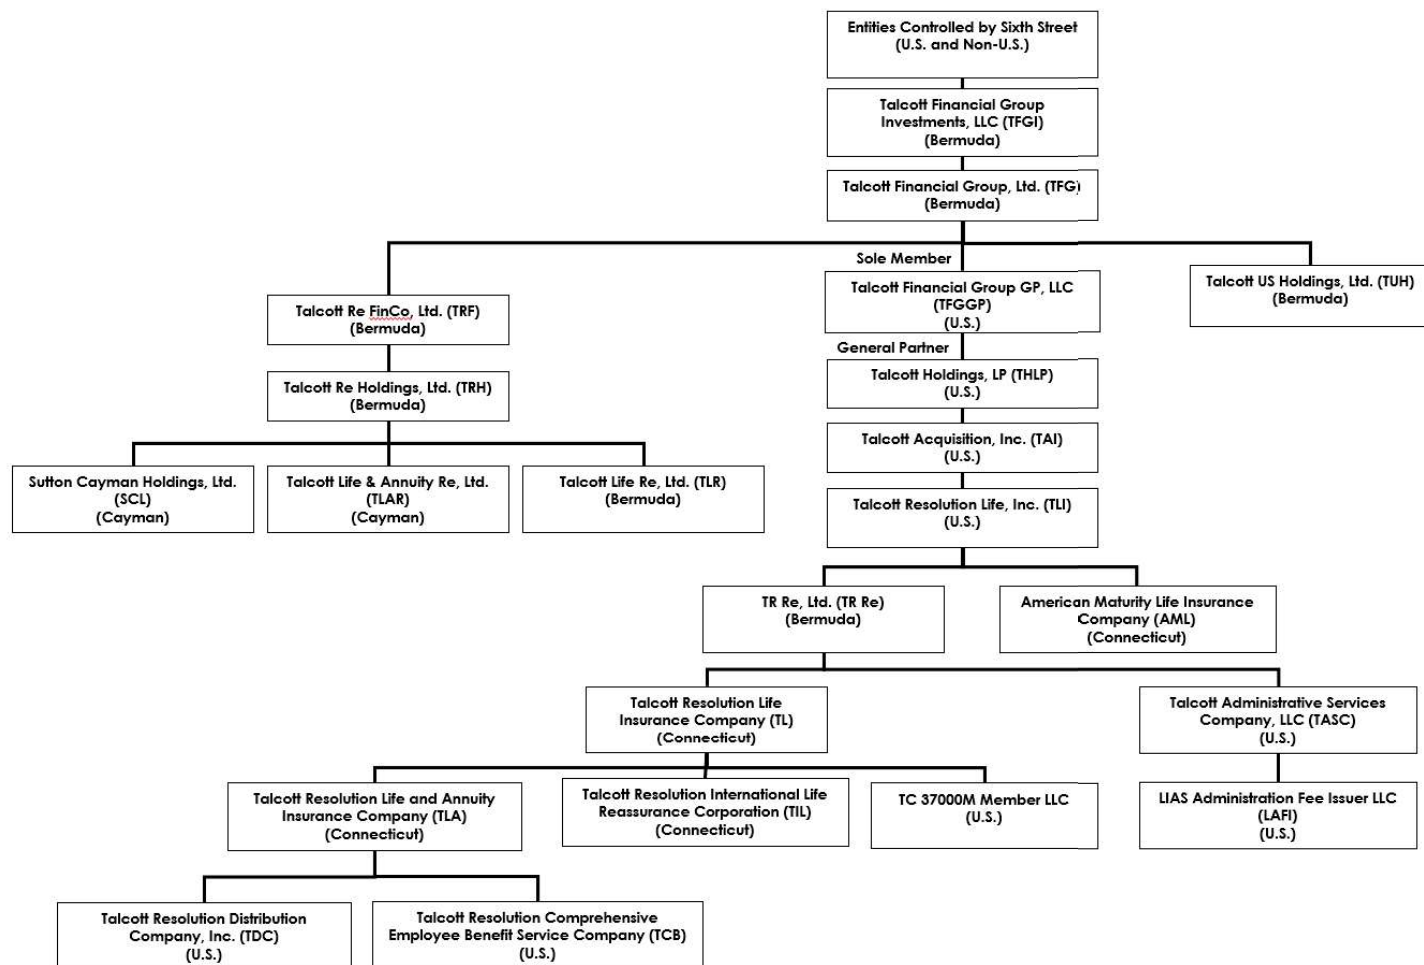 Entities Controlled by Sixth Street
(U.S. and Non-U.S.)
Talcott Financial Group
Investments, LLC (TFGI)
(Bermuda)
Talcott Financial Group, Ltd. (TFG)
(Bermuda)
Sole Member
Talcott Financial Group GP, LLC
(TFGGP)
(U.S.)
Talcott US Holdings, Ltd. (TUH)
(Bermuda)
Talcott Re FinCo, Ltd. (TRF)
(Bermuda)
General Partner
Talcott Holdings, LP (THLP)
(U.S.)
Talcott Re Holdings, Ltd. (TRH)
(Bermuda)
Talcott Acquisition, Inc. (TAI)
(U.S.)
Sutton Cayman Holdings, Ltd.
(SCL)
(Cayman)
Talcott Life & Annuity Re, Ltd.
(TLAR)
(Cayman)
Talcott Life Re, Ltd. (TLR)
(Bermuda)
Talcott Resolution Life, Inc. (TLI)
(U.S.)
TR Re, Ltd. (TR Re)
(Bermuda)
American Maturity Life Insurance
Company (AML)
(Connecticut)
Talcott Resolution Life
Insurance Company (TL)
(Connecticut)
Talcott Administrative Services
Company, LLC (TASC)
(U.S.)
Talcott Resolution Life and Annuity
Insurance Company (TLA)
(Connecticut)
Talcott Resolution International Life
Reassurance Corporation (TIL)
(Connecticut)
TC 37000M Member LLC
(U.S.)
LIAS Administration Fee Issuer LLC
(LAFI)
(U.S.)
Talcott Resolution Distribution
Company, Inc. (TDC)
(U.S.)
Talcott Resolution Comprehensive
Employee Benefit Service Company (TCB)
(U.S.)